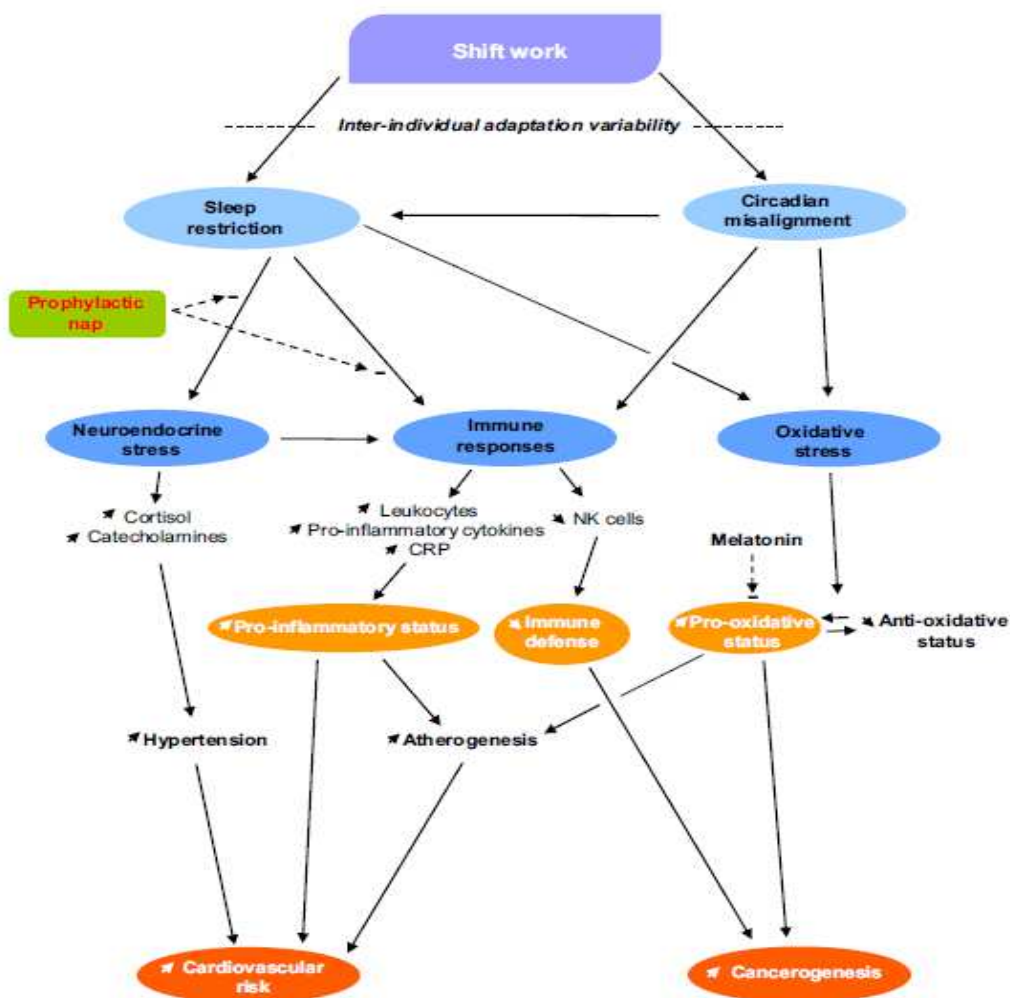 Shift work
Inter-individual adaptation variability
Sleep
restriction
Circadian
misalignment
Prophylactic
nap
Neuroendocrine
stress
Immune
responses
Oxidative
stress
Cortisol
Catecholamines
Leukocytes
Pro-inflammatory cytokines
CRP
NK cells
Melatonin
Pro-inflammatory status
Immune
defense
Pro-oxidative
status
Anti-oxidative
status
Hypertension
Atherogenesis
Cardiovascular
risk
Cancerogenesis